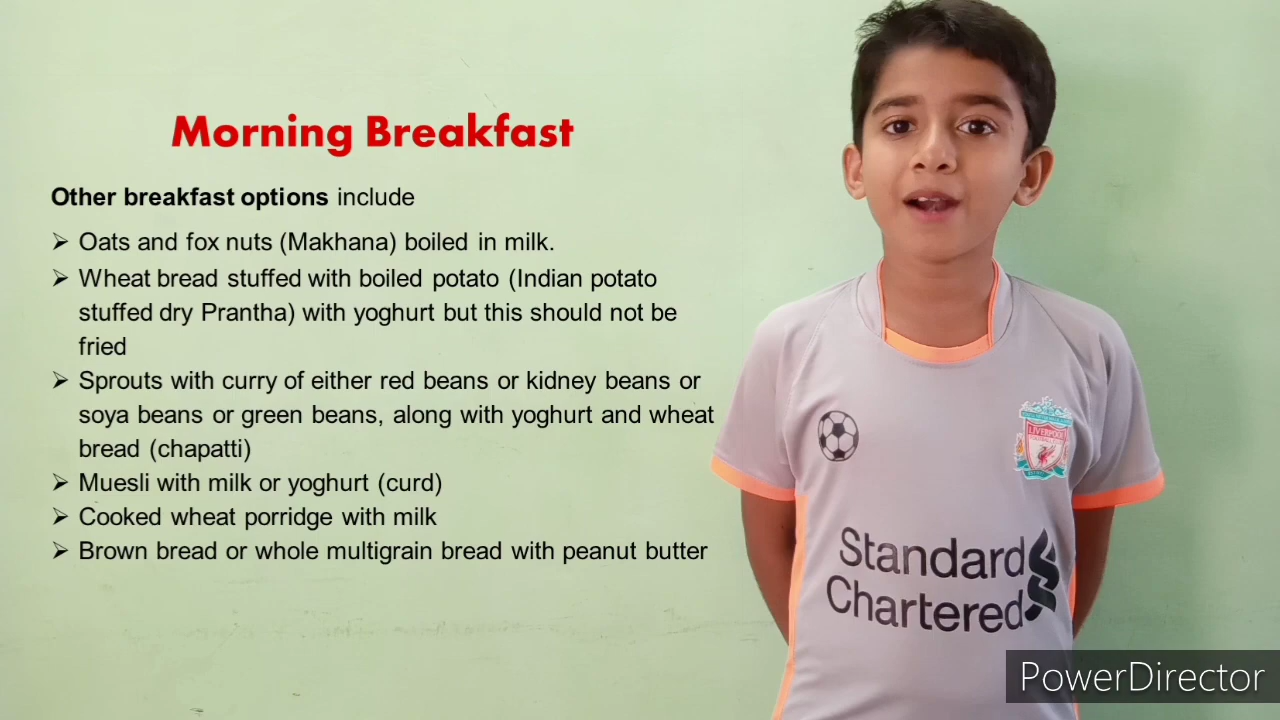 Morning Breakfast
Other breakfast options include
➢ Oats and fox nuts (Makhana) boiled in milk.
➢ Wheat bread stuffed with boiled potato (Indian potato
stuffed dry Prantha) with yoghurt but this should not be
fried
➢ Sprouts with curry of either red beans or kidney beans or
soya beans or green beans, along with yoghurt and wheat
bread (chapatti)
➢ Muesli with milk or yoghurt (curd)
➢ Cooked wheat porridge with milk
➢ Brown bread or whole multigrain bread with peanut butter
LIVERPOOL
Standard
Chartered
PowerDirector